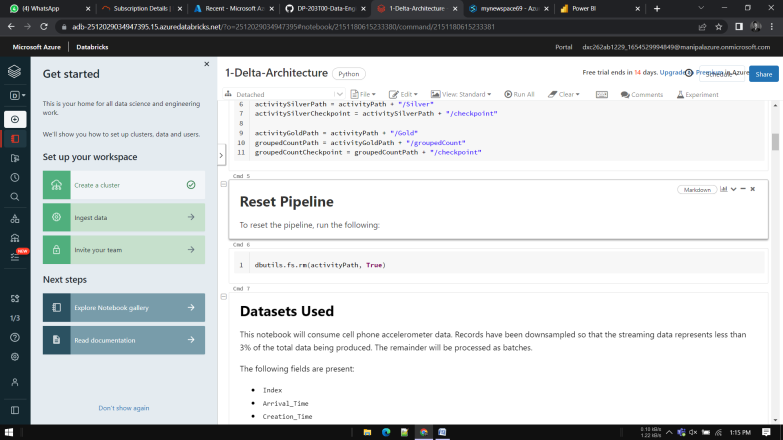 (4) WhatsApp
Subscription Details |
Recent - Microsoft Az
DP-203T00-Data-Eng
1-Delta-Architecture
mynewspace69 - Azu
Power BI
adb-2512029034947395.15.azuredatabricks.net/?o=2512029034947395#notebook/2151180615233380/command/2151180615233381
Microsoft Azure | Databricks
Portal dxc262ab1229_1654529994849@manipalazure.onmicrosoft.com
Get started
This is your home for all data science and engineering
work.
We'll show you how to set up clusters, data and users.
Set up your workspace
Create a cluster
Ingest data
Invite your team
Next steps
Explore Notebook gallery
Read documentation
Don't show again
NEW
1/3
1-Delta-Architecture Python
Free trial ends in 14 days. Upgrade to Premium in Azure
Schedule
Share
Detached
File
Edit
View: Standard
Run All
Clear
Comments
Experiment
6 activitySilverPath = activityPath + "/Silver"
7 activitySilverCheckpoint = activitySilverPath + "/checkpoint"
8
9 activityGoldPath = activityPath + "/Gold"
10 groupedCountPath = activityGoldPath + "/groupedCount"
11 groupedCountCheckpoint = groupedCountPath + "/checkpoint"
Cmd 5
Markdown
Reset Pipeline
To reset the pipeline, run the following:
Cmd 6
1 dbutils.fs.rm(activityPath, True)
Cmd 7
Datasets Used
This notebook will consume cell phone accelerometer data. Records have been downsampled so that the streaming data represents less than
3% of the total data being produced. The remainder will be processed as batches.
The following fields are present:
Index
Arrival_Time
Creation_Time
1:15 PM